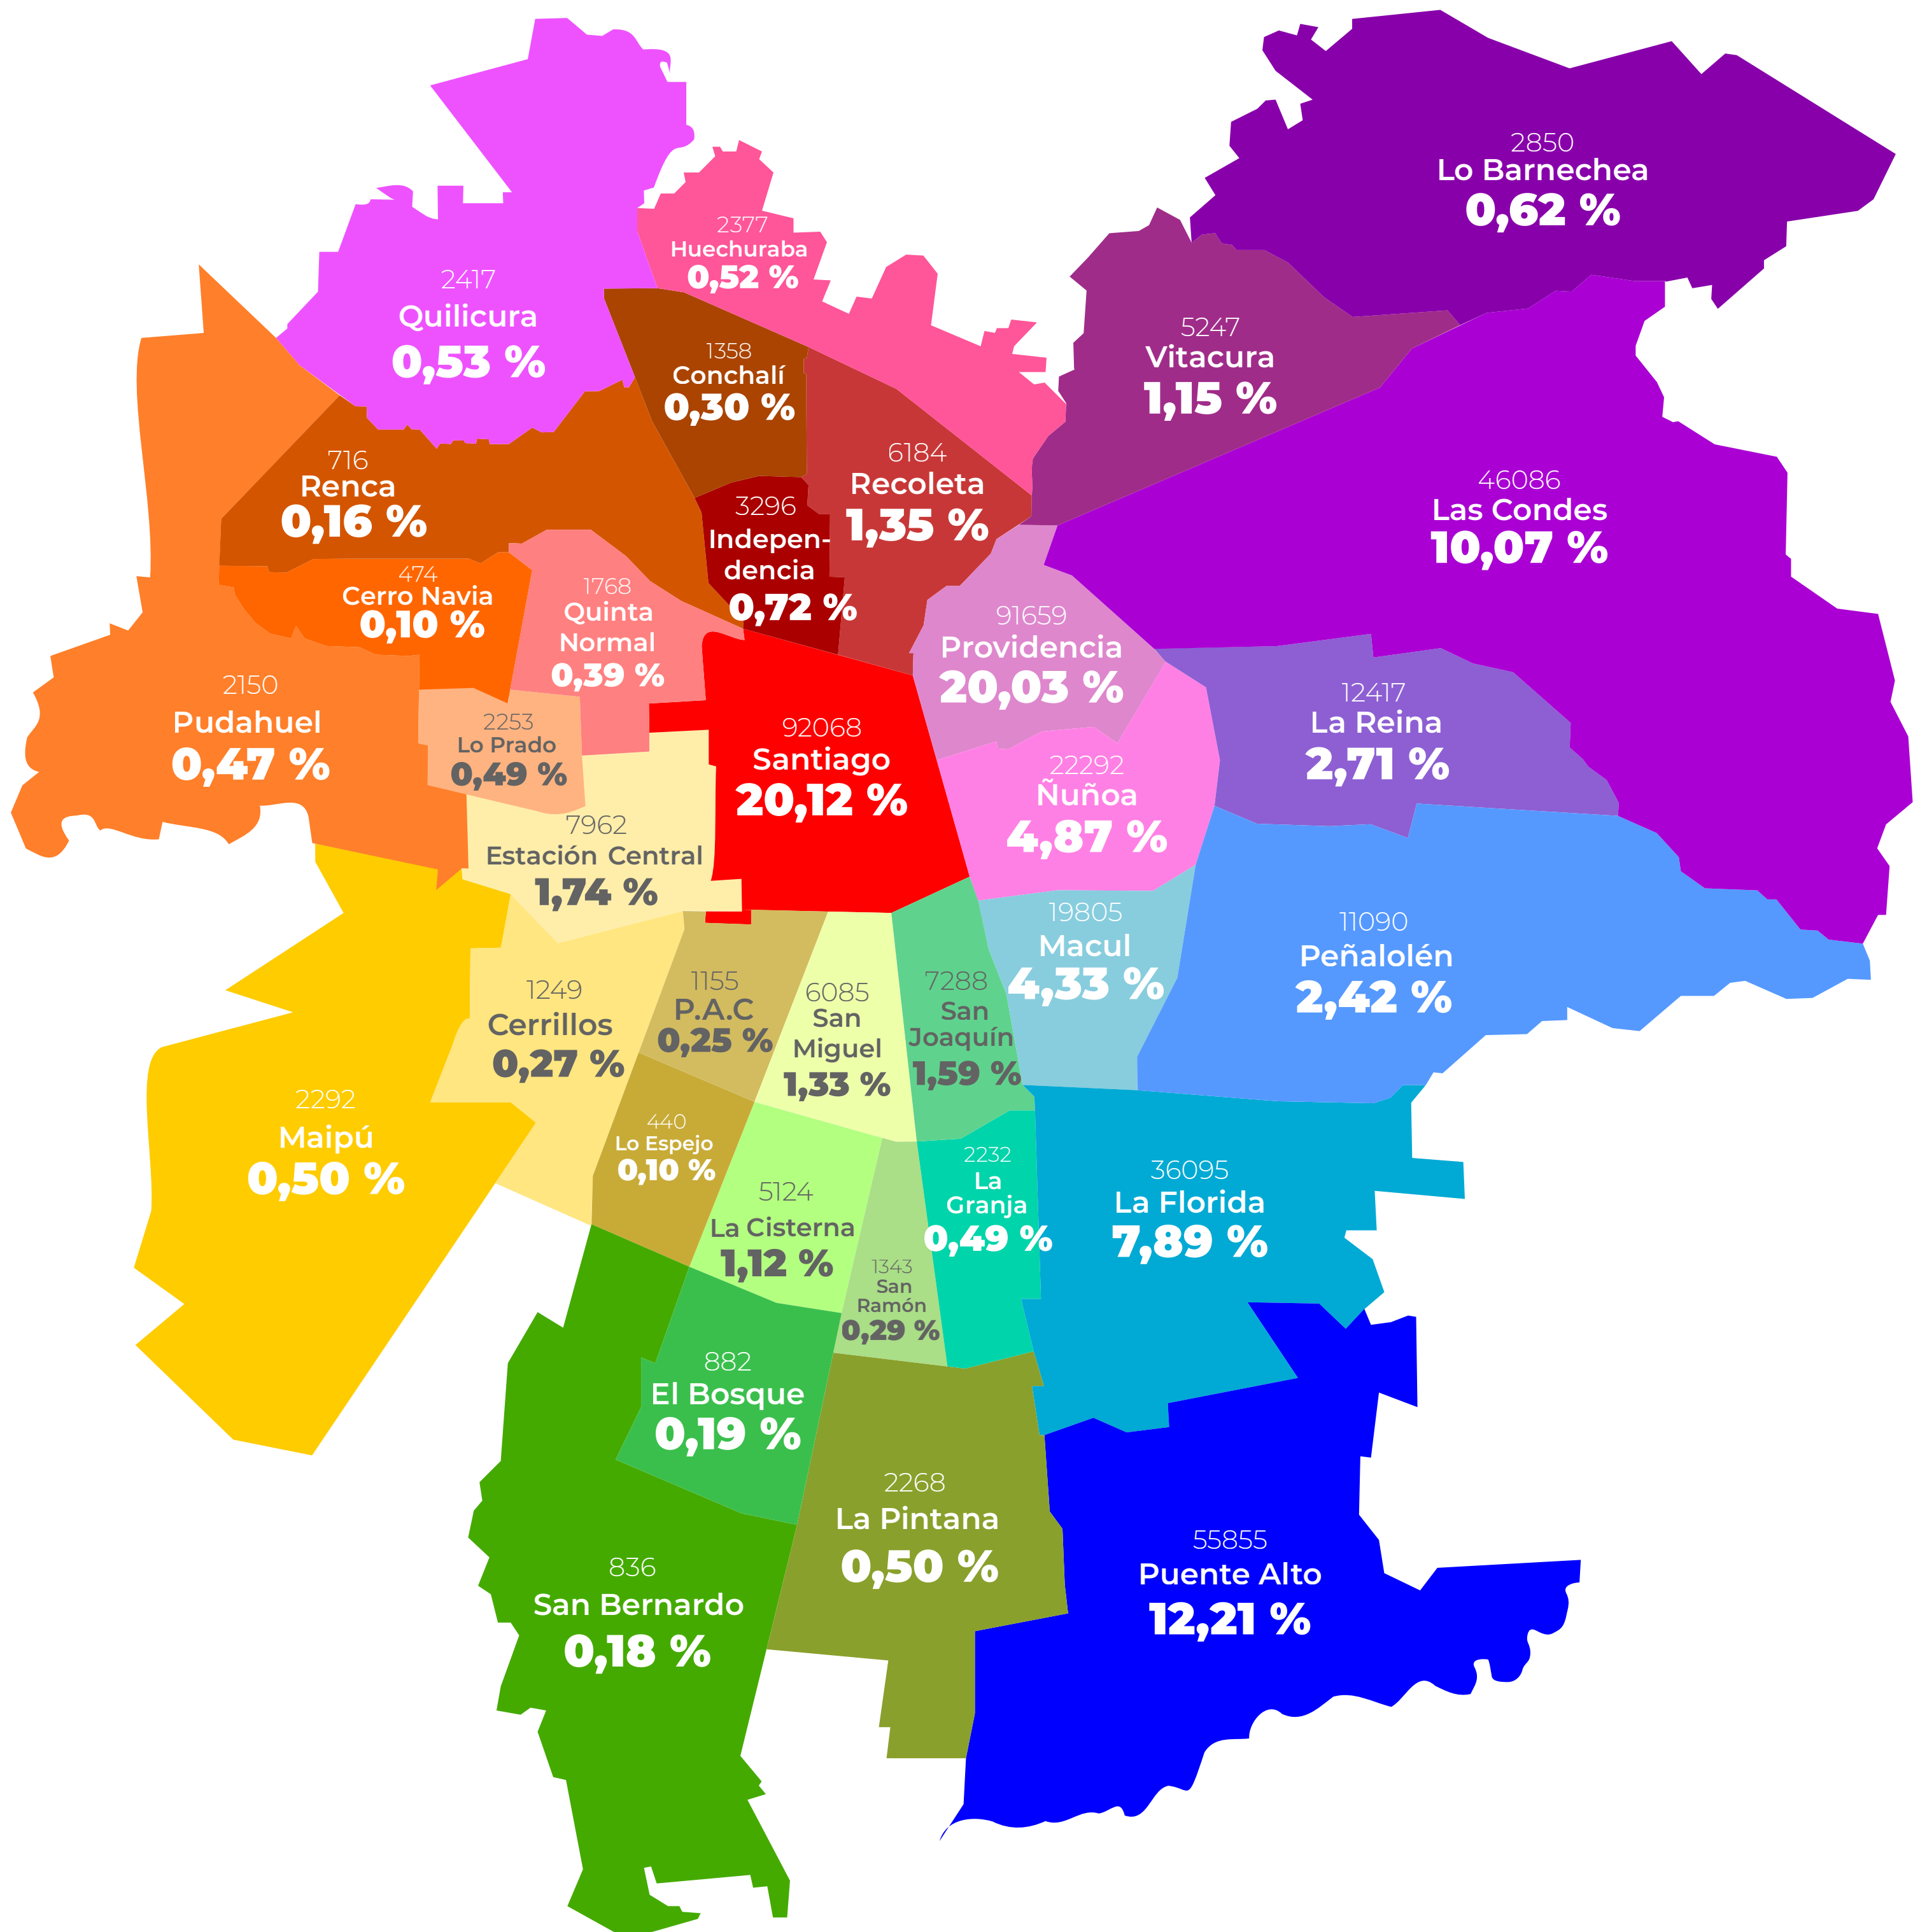 2850
Lo Barnechea
0,62 %
2377
Huechuraba
0,52 %
2417
Quilicura
0,53 %
5247
Vitacura
1,15 %
1358
Conchalí
0,30 %
6184
Recoleta
1,35 %
716
Renca
0,16 %
46086
Las Condes
10,07 %
3296
Indepen-
dencia
0,72 %
474
Cerro Navia
0,10 %
1768
Quinta
Normal
0,39 %
91659
Providencia
20,03 %
2150
Pudahuel
0,47 %
2253
Lo Prado
0,49 %
92068
Santiago
20,12 %
12417
La Reina
2,71 %
22292
Ñuñoa
4,87 %
7962
Estación Central
1,74 %
19805
Macul
4,33 %
11090
Peñalolén
2,42 %
1249
Cerrillos
0,27 %
1155
P.A.C
0,25 %
6085
San
Miguel
1,33 %
7288
San
Joaquín
1,59 %
2292
Maipú
0,50 %
440
Lo Espejo
0,10 %
5124
La Cisterna
1,12 %
2232
La
Granja
0,49 %
36095
La Florida
7,89 %
1343
San
Ramón
0,29 %
882
El Bosque
0,19 %
2268
La Pintana
0,50 %
55855
Puente Alto
12,21 %
836
San Bernardo
0,18 %